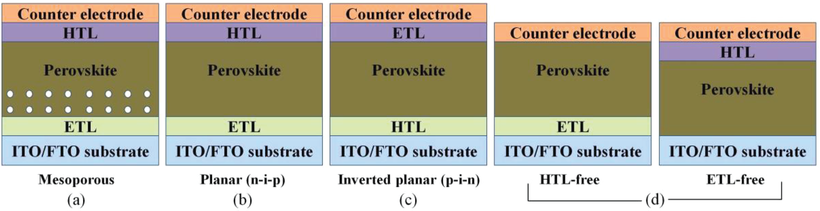 Counter electrode
HTL
Perovskite
ETL
ITO/FTO substrate
Mesoporous
(a)
Counter electrode
HTL
Perovskite
ETL
ITO/FTO substrate
Planar (n-i-p)
(b)
Counter electrode
ETL
Perovskite
HTL
ITO/FTO substrate
Inverted planar (p-i-n)
(c)
Counter electrode
Perovskite
ETL
ITO/FTO substrate
HTL-free
Counter electrode
HTL
Perovskite
ITO/FTO substrate
ETL-free
(d)